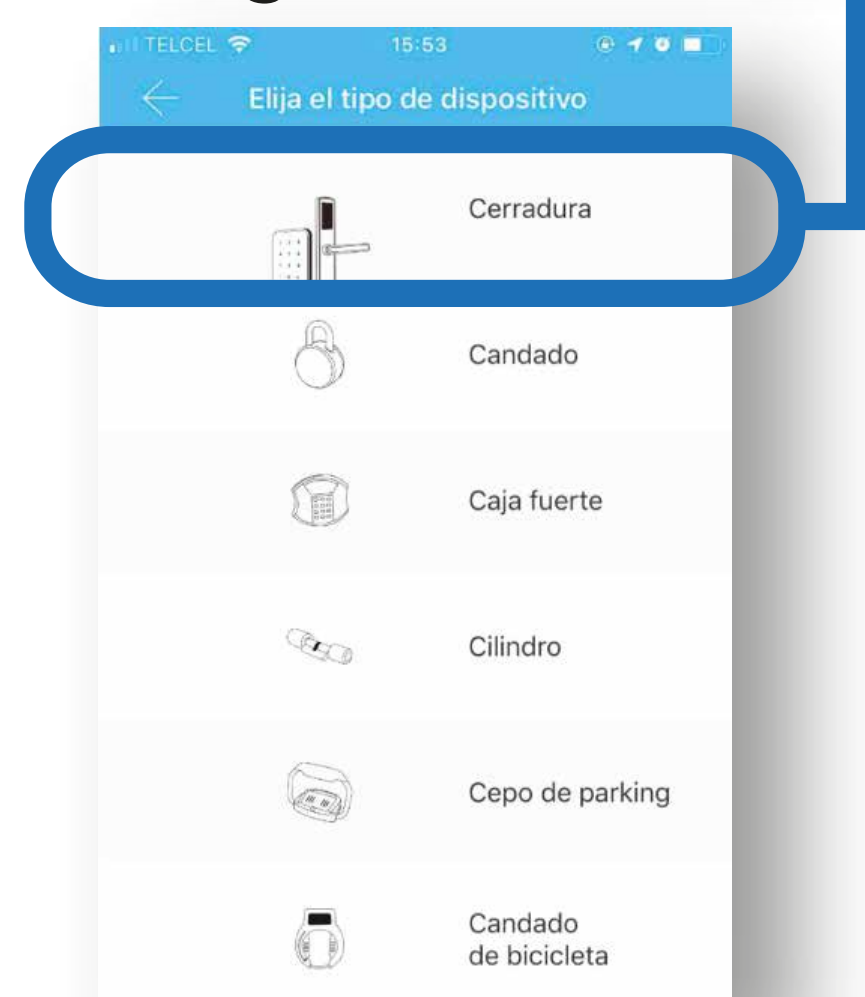 TELCEL 15:53
Elija el tipo de dispositivo
Cerradura
Candado
Caja fuerte
Cilindro
Cepo de parking
Candado
de bicicleta